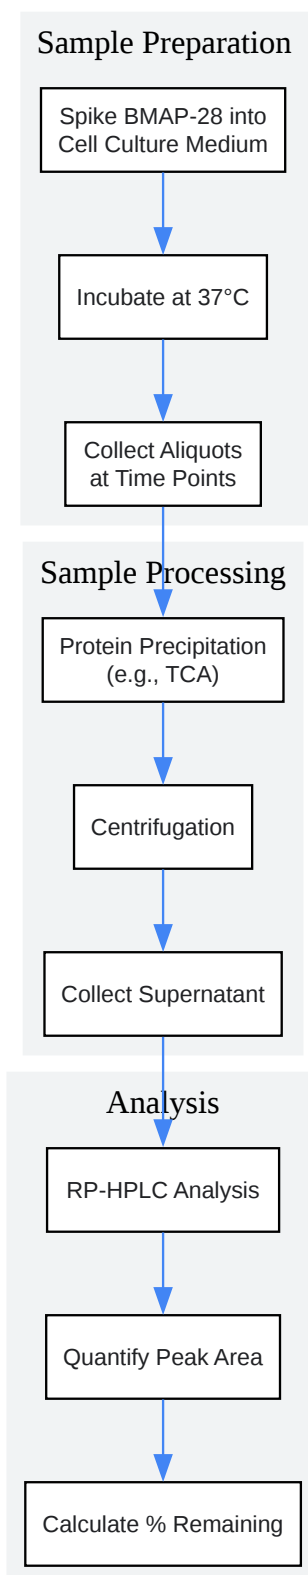 Sample Preparation
Spike BMAP-28 into
Cell Culture Medium
Incubate at 37°C
Collect Aliquots
at Time Points
Sample Processing
Protein Precipitation
(e.g., TCA)
Centrifugation
Collect Supernatant
Analysis
RP-HPLC Analysis
Quantify Peak Area
Calculate % Remaining